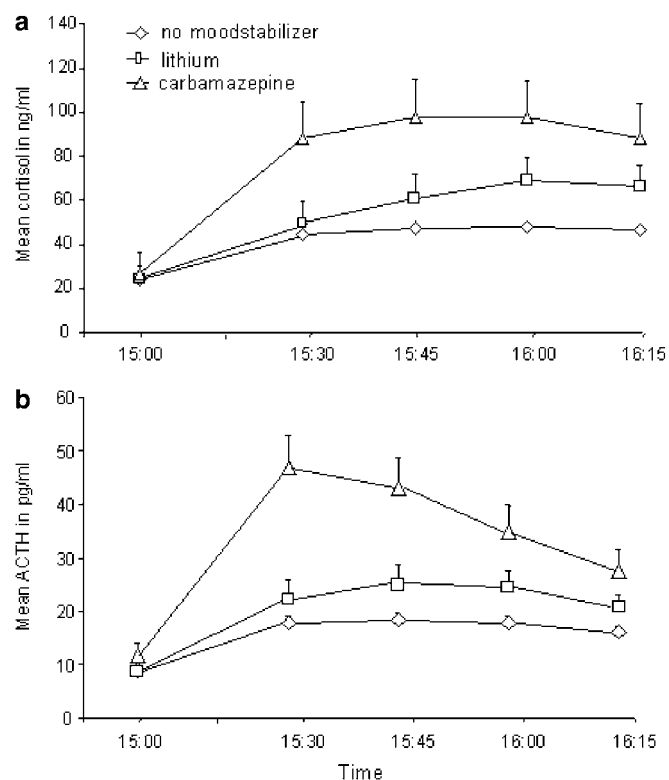 a
140
120
100
80
60
40
20
0
Mean cortisol in ng/ml
no moodstabilizer
lithium
carbamazepine
15:00 15:30 15:45 16:00 16:15
b
60
50
40
30
20
10
0
Mean ACTH in pg/ml
15:00 15:30 15:45 16:00 16:15
Time